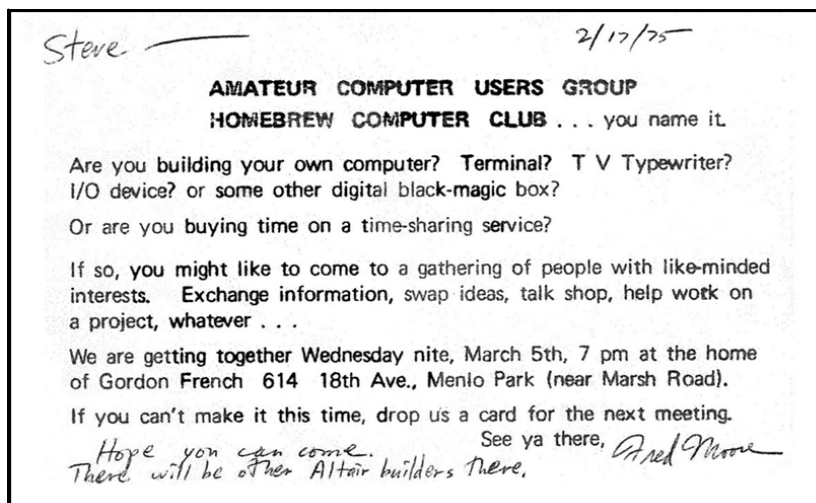 Steve — 2/17/75
AMATEUR COMPUTER USERS GROUP
HOMEBREW COMPUTER CLUB . . . you name it.
Are you building your own computer? Terminal? T V Typewriter?
I/O device? or some other digital black-magic box?
Or are you buying time on a time-sharing service?
If so, you might like to come to a gathering of people with like-minded
interests. Exchange information, swap ideas, talk shop, help work on
a project, whatever . . .
We are getting together Wednesday nite, March 5th, 7 pm at the home
of Gordon French 614 18th Ave., Menlo Park (near Marsh Road).
If you can't make it this time, drop us a card for the next meeting.
See ya there, Fred Moore
Hope you can come.
There will be other Altair builders there.